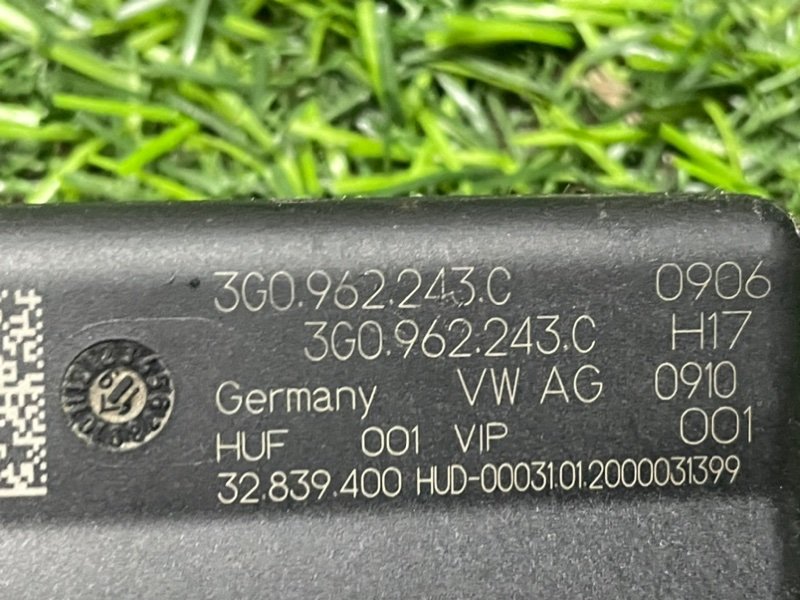 3G0.962.243.C 0906
3G0.962.243.C H17
Germany VW AG 0910
HUF 001 VIP 001
32.839.400 HUD-00031.01.2000031399